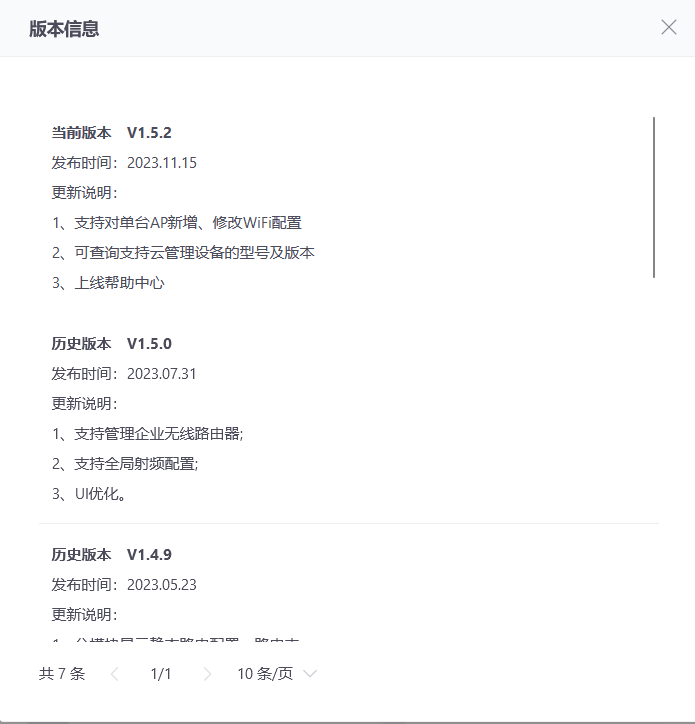 版本信息
当前版本 V1.5.2
发布时间：2023.11.15
更新说明：
1、支持对单台AP新增、修改WiFi配置
2、可查询支持云管理设备的型号及版本
3、上线帮助中心
历史版本 V1.5.0
发布时间：2023.07.31
更新说明：
1、支持管理企业无线路由器;
2、支持全局射频配置;
3、UI优化。
历史版本 V1.4.9
发布时间：2023.05.23
更新说明：
共 7 条 1/1 10 条/页